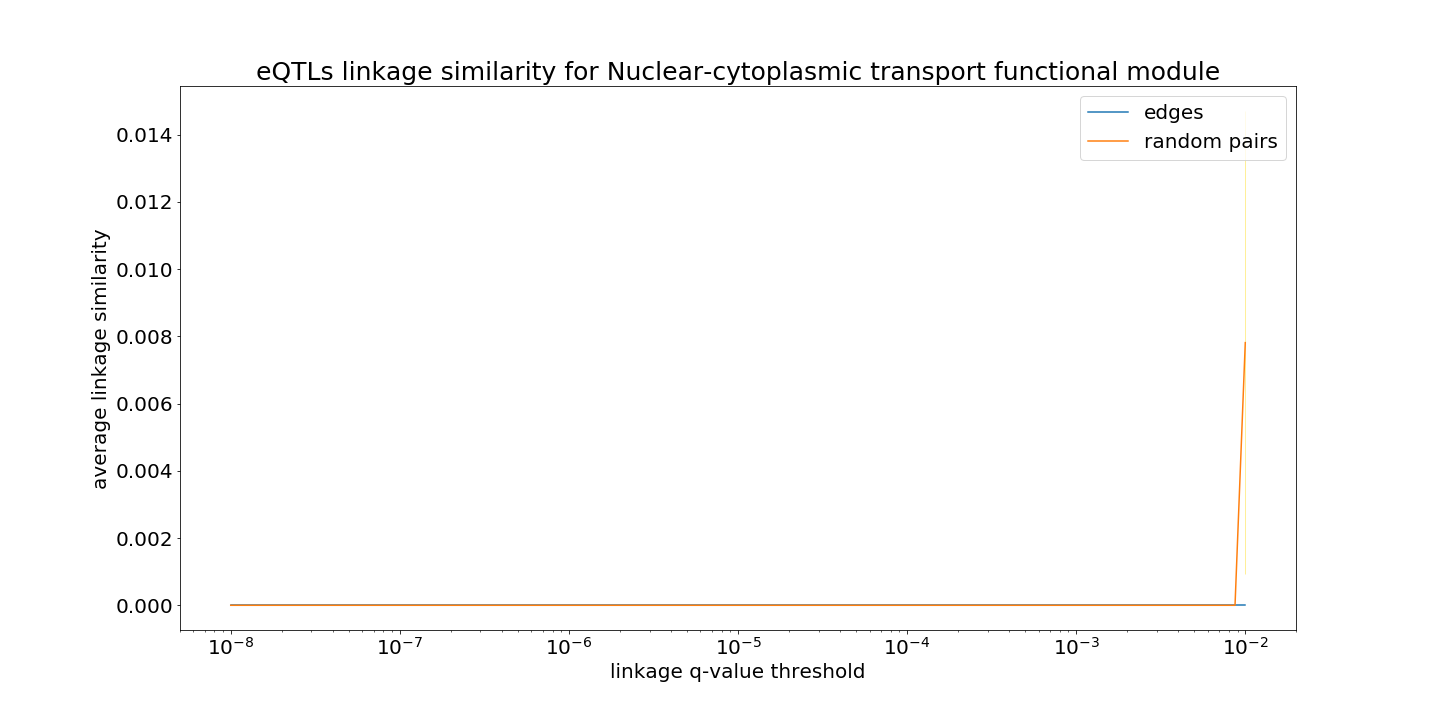 eQTLs linkage similarity for Nuclear-cytoplasmic transport functional module
edges
random pairs
average linkage similarity
0.014
0.012
0.010
0.008
0.006
0.004
0.002
0.000
10⁻⁸ 10⁻⁷ 10⁻⁶ 10⁻⁵ 10⁻⁴ 10⁻³ 10⁻²
linkage q-value threshold